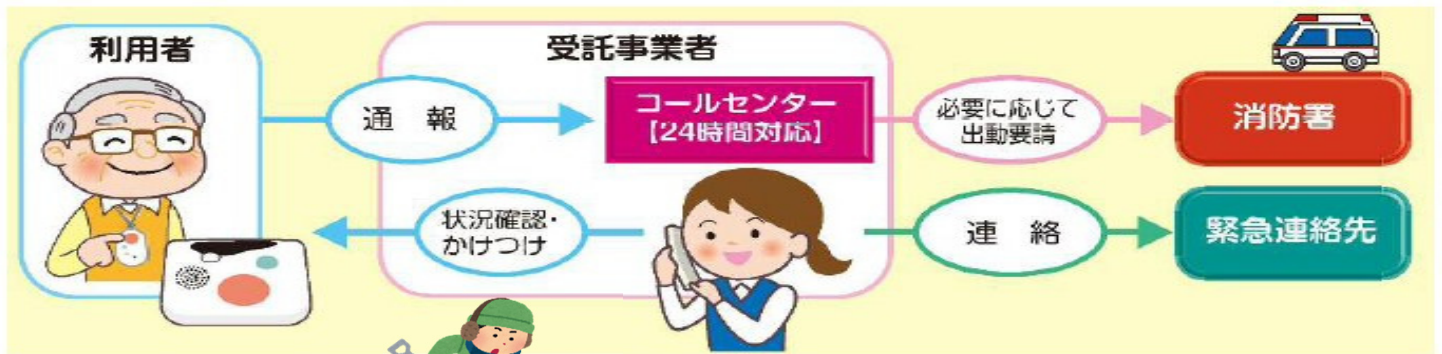 利用者
受託事業者
通 報
コールセンター
【24時間対応】
必要に応じて
出動要請
消防署
状況確認・
かけつけ
連 絡
緊急連絡先